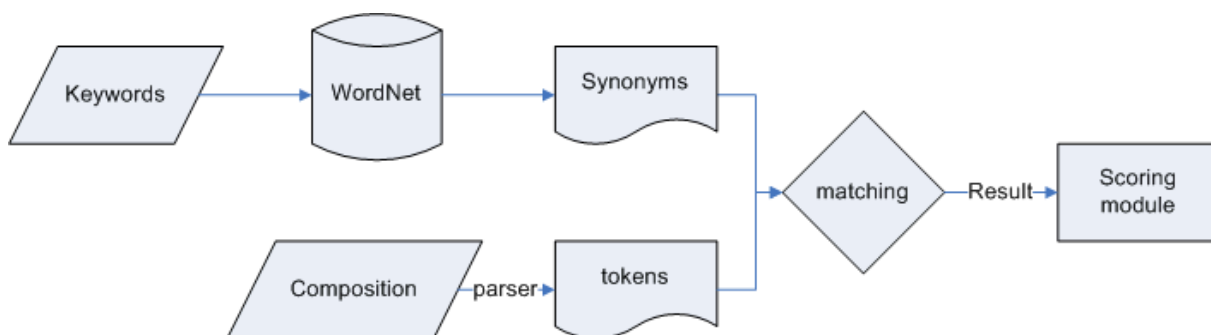 Keywords
WordNet
Synonyms
matching
Result
Scoring
module
Composition
parser
tokens